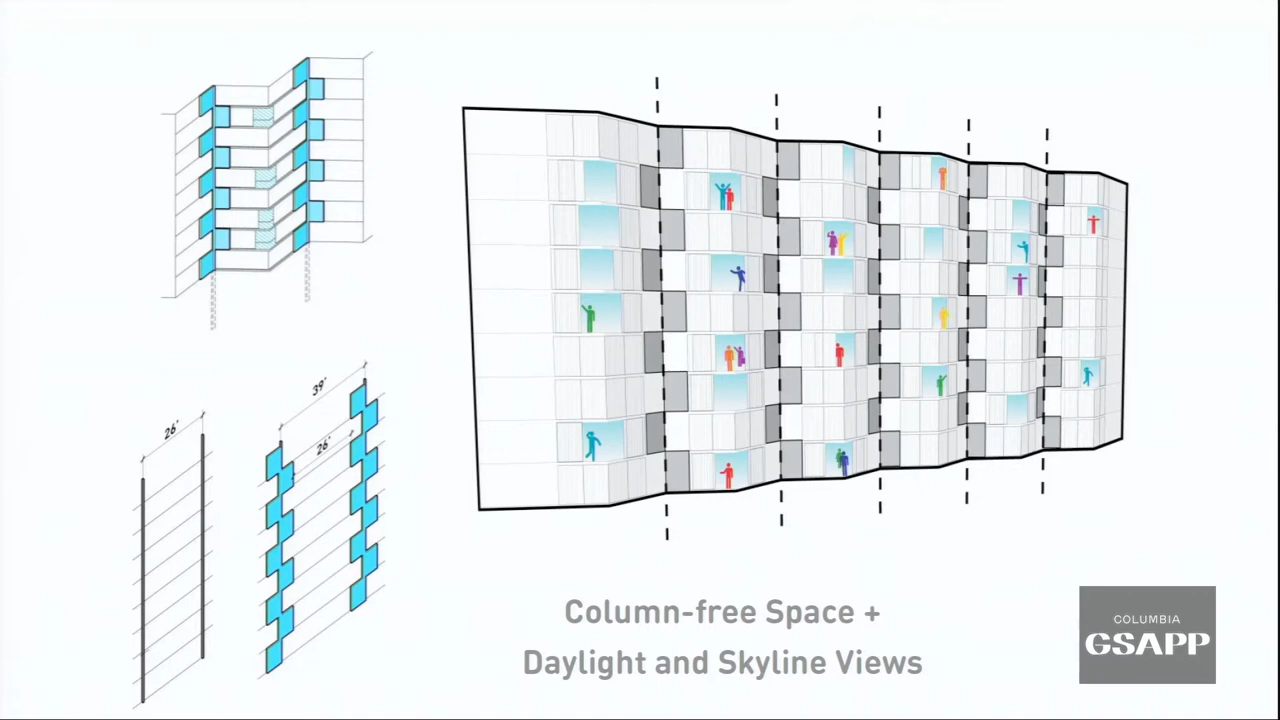 39'
26'
26'
Column-free Space +
Daylight and Skyline Views
COLUMBIA
GSAPP